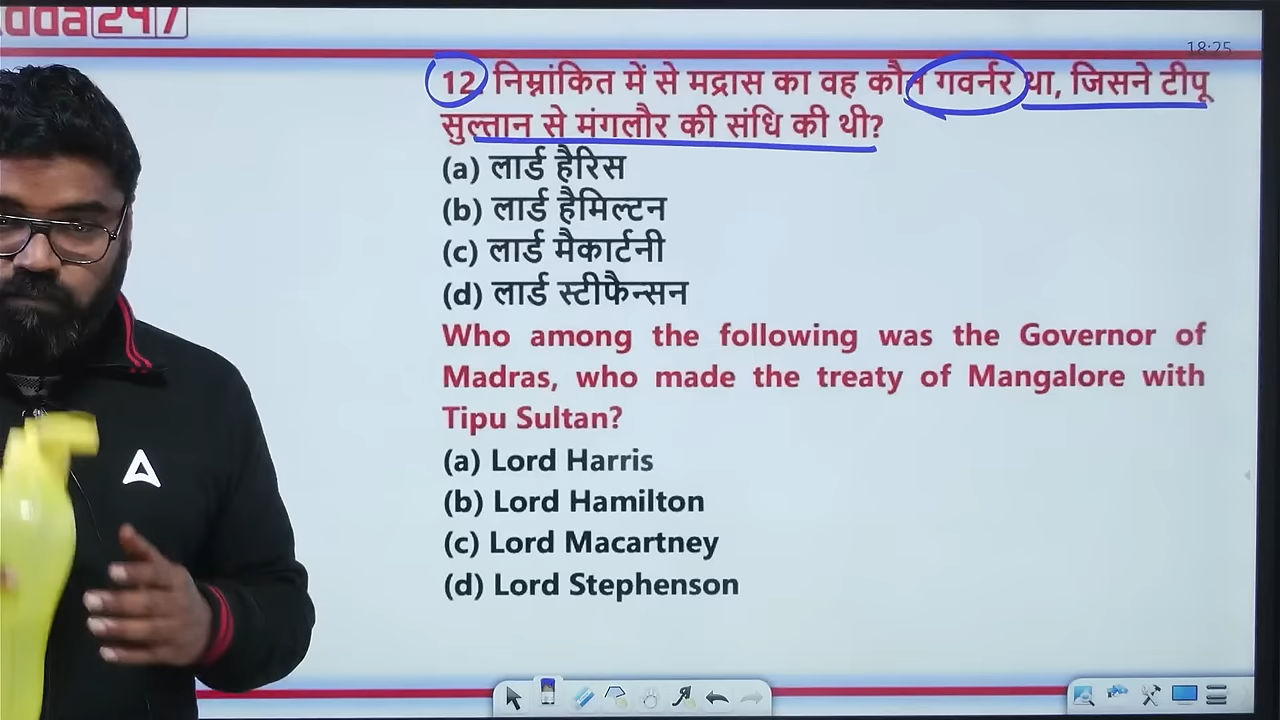 adda247
18:25
12. निम्नांकित में से मद्रास का वह कौन गवर्नर था, जिसने टीपू
सुल्तान से मंगलौर की संधि की थी?
(a) लार्ड हैरिस
(b) लार्ड हैमिल्टन
(c) लार्ड मैकार्टनी
(d) लार्ड स्टीफैन्सन
Who among the following was the Governor of
Madras, who made the treaty of Mangalore with
Tipu Sultan?
(a) Lord Harris
(b) Lord Hamilton
(c) Lord Macartney
(d) Lord Stephenson